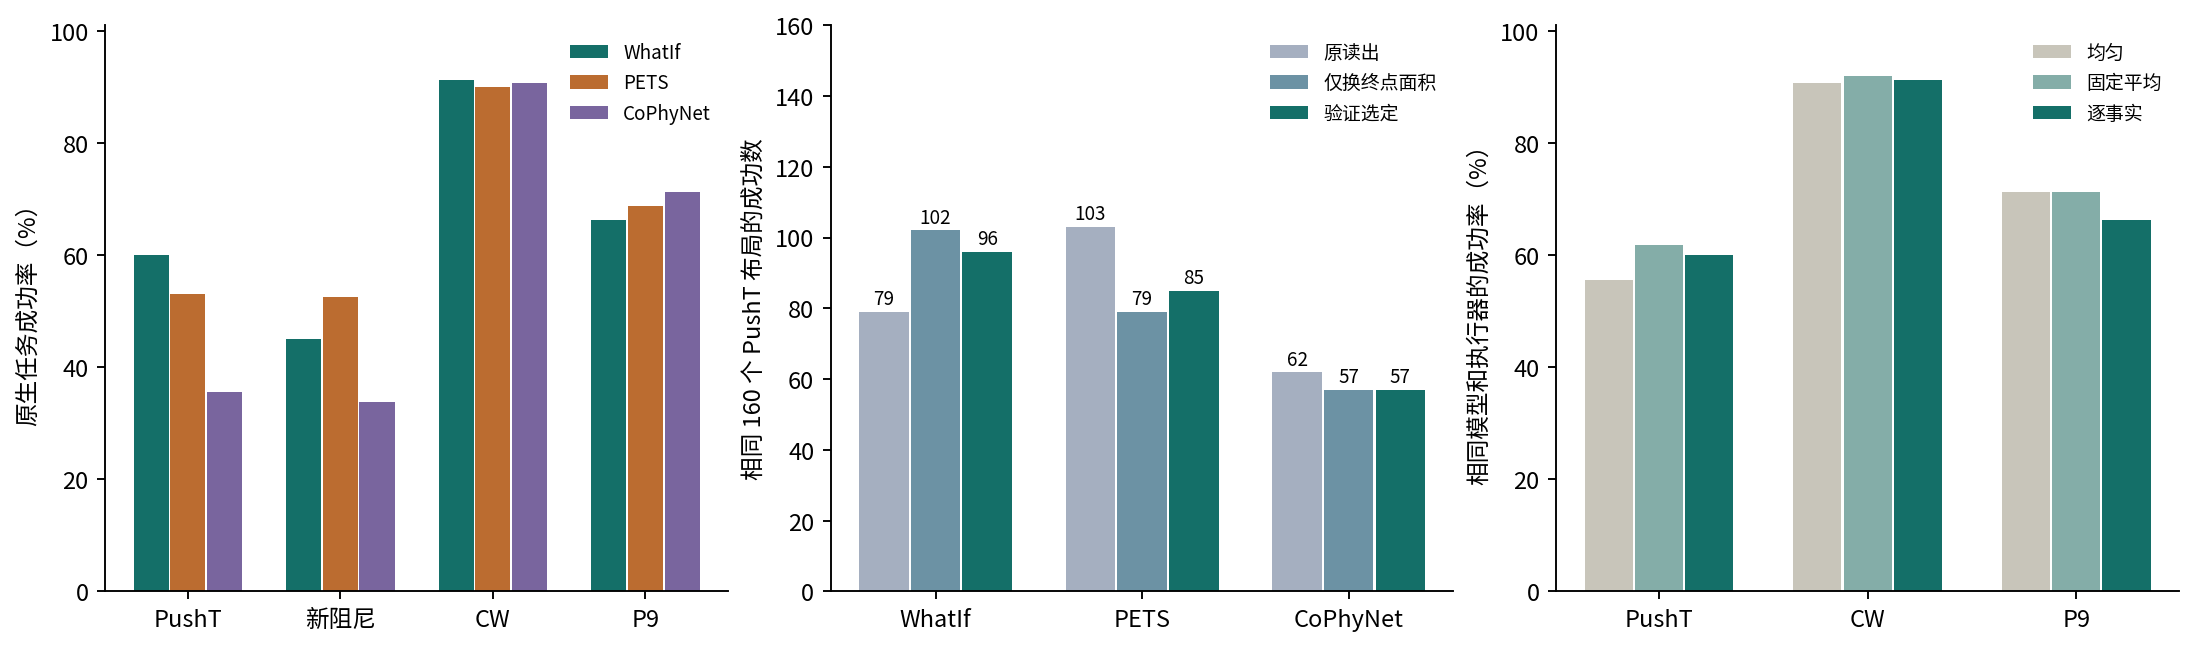 原生任务成功率（%）
100
80
60
40
20
0
PushT
新阻尼
CW
P9
WhatIf
PETS
CoPhyNet
相同 160 个 PushT 布局的成功数
160
140
120
100
80
60
40
20
0
79
102
96
103
79
85
62
57
57
WhatIf
PETS
CoPhyNet
原读出
仅换终点面积
验证选定
相同模型和执行器的成功率（%）
100
80
60
40
20
0
PushT
CW
P9
均匀
固定平均
逐事实